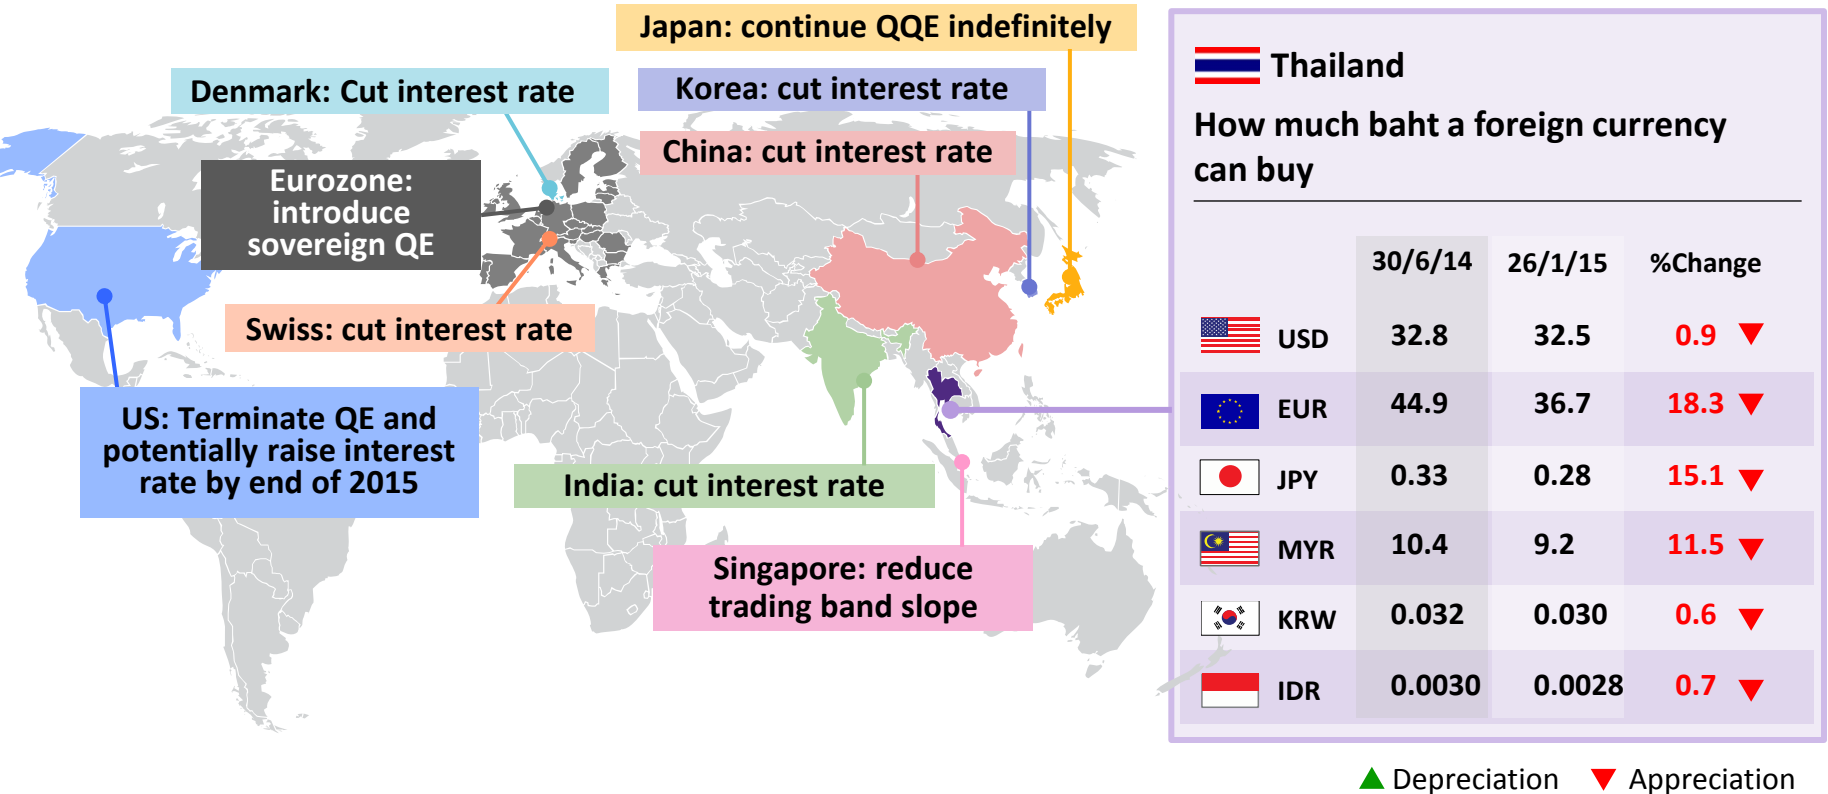 Japan: continue QQE indefinitely
Denmark: Cut interest rate
Korea: cut interest rate
China: cut interest rate
Eurozone:
introduce
sovereign QE
Swiss: cut interest rate
US: Terminate QE and
potentially raise interest
rate by end of 2015
India: cut interest rate
Singapore: reduce
trading band slope
Thailand
How much baht a foreign currency
can buy
30/6/14 26/1/15 %Change
USD 32.8 32.5 0.9 ▼
EUR 44.9 36.7 18.3 ▼
JPY 0.33 0.28 15.1 ▼
MYR 10.4 9.2 11.5 ▼
KRW 0.032 0.030 0.6 ▼
IDR 0.0030 0.0028 0.7 ▼
▲ Depreciation ▼ Appreciation